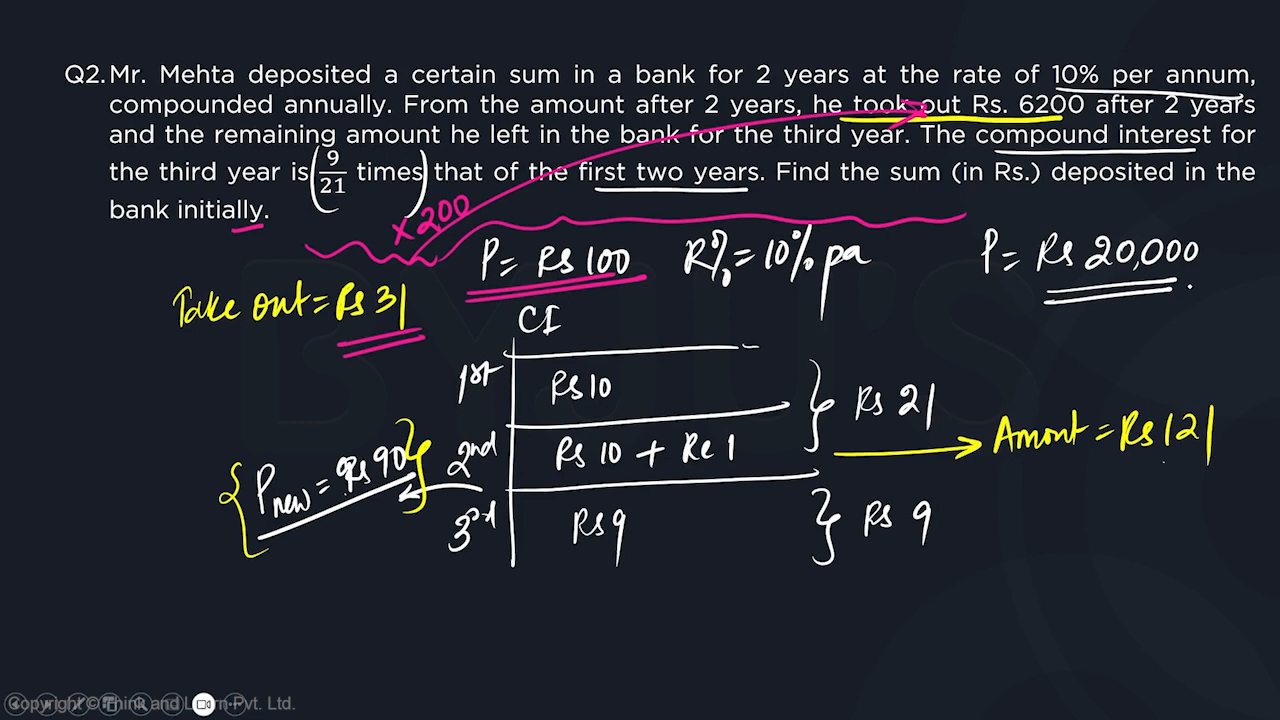 Q2. Mr. Mehta deposited a certain sum in a bank for 2 years at the rate of 10% per annum,
compounded annually. From the amount after 2 years, he took out Rs. 6200 after 2 years
and the remaining amount he left in the bank for the third year. The compound interest for
the third year is (9/21 times) that of the first two years. Find the sum (in Rs.) deposited in the
bank initially.
×200
P = Rs 100 R% = 10% pa P = Rs 20,000
Take out = Rs 31
CI
1st Rs 10 } Rs 21
2nd Rs 10 + Re 1 → Amount = Rs 121
{ Pnew = Rs 90 }
3rd Rs 9 } Rs 9
BYJU'S
Copyright © Think and Learn Pvt. Ltd.